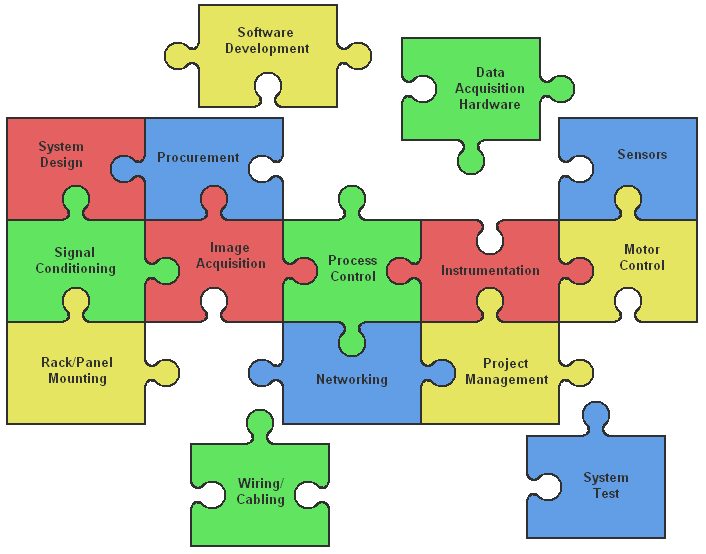 Software
Development
Data
Acquisition
Hardware
System
Design
Procurement
Sensors
Signal
Conditioning
Image
Acquisition
Process
Control
Instrumentation
Motor
Control
Rack/Panel
Mounting
Networking
Project
Management
Wiring/
Cabling
System
Test